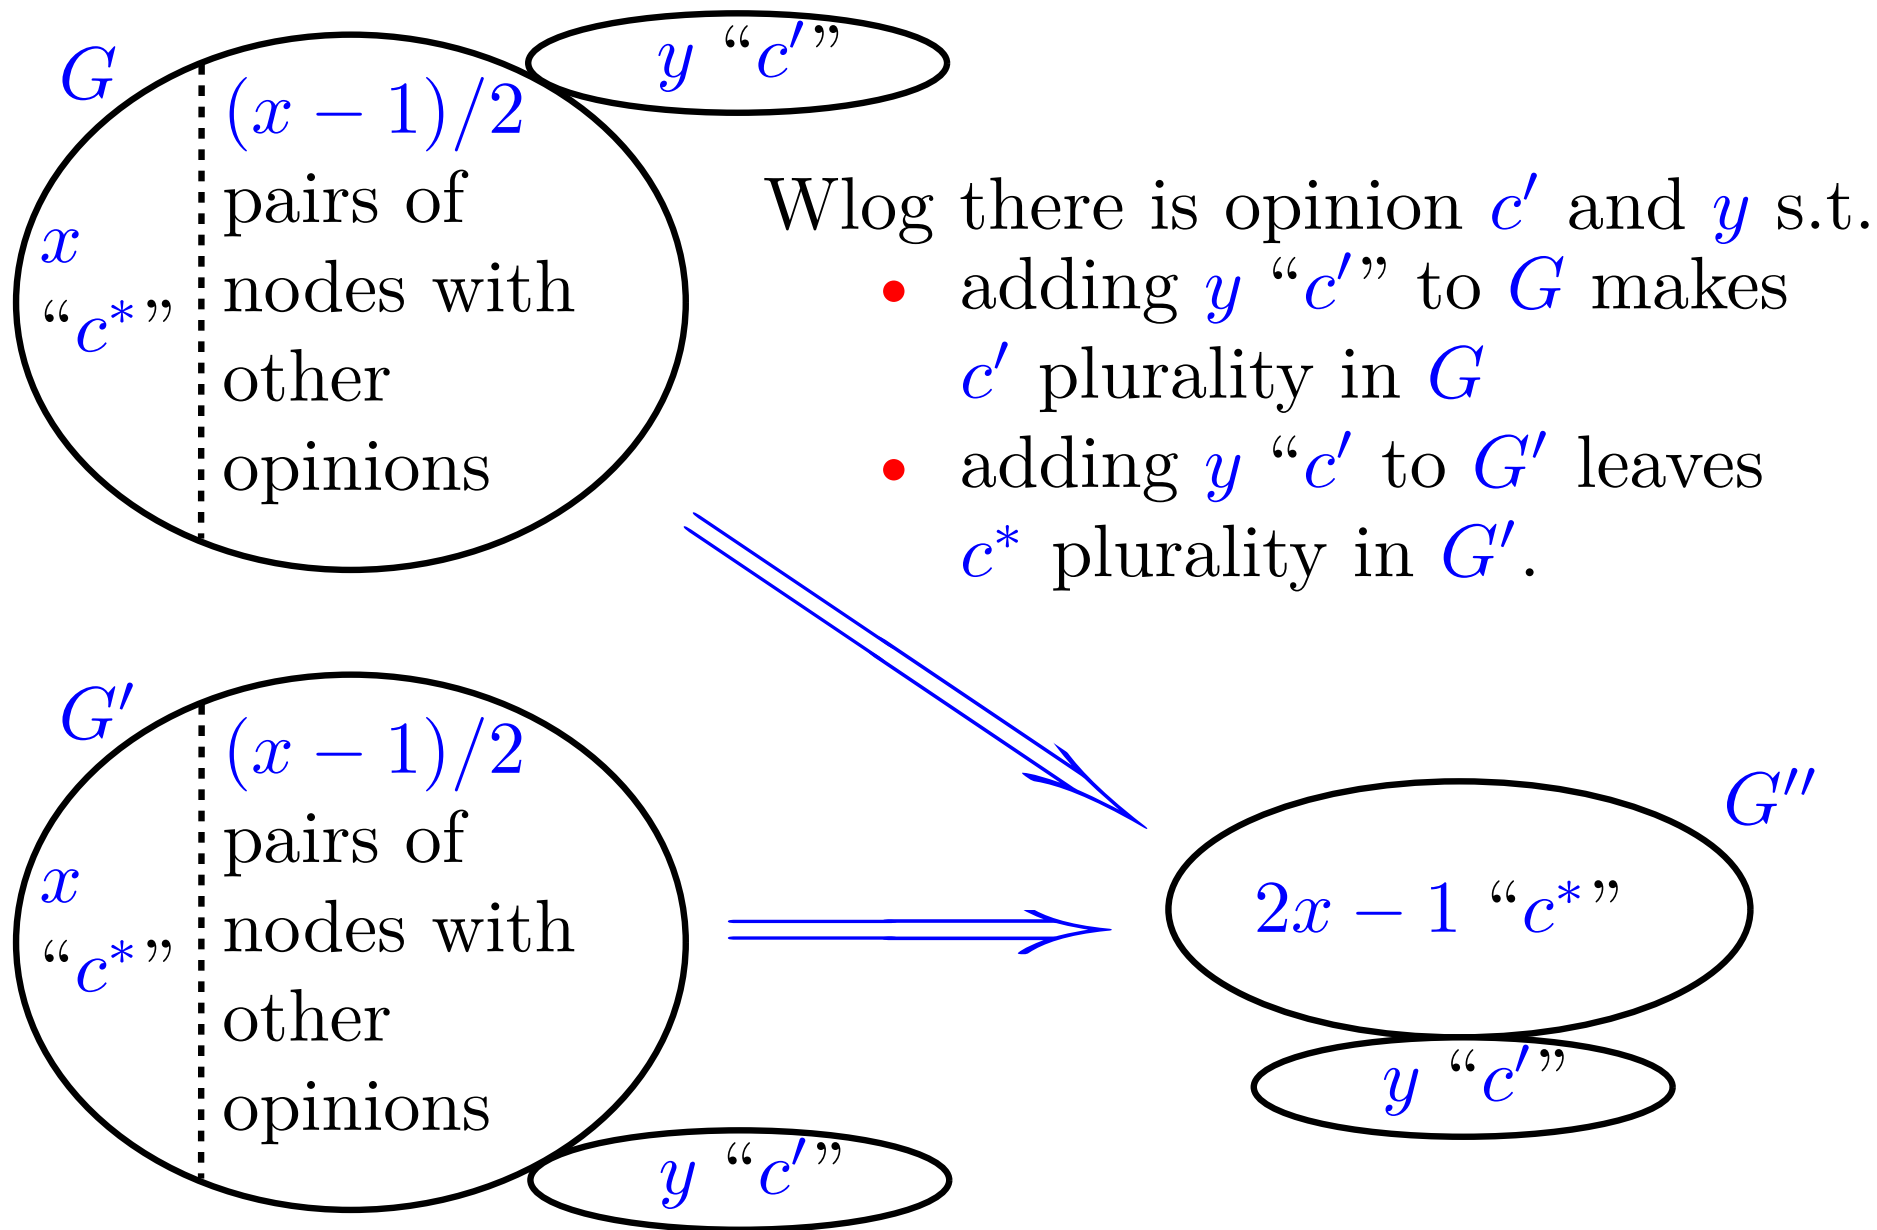 G
(x − 1)/2
pairs of
nodes with
other
opinions
x
“c*”
y “c′”
Wlog there is opinion c′ and y s.t.
• adding y “c′” to G makes
c′ plurality in G
• adding y “c′ to G′ leaves
c* plurality in G′.
G′
(x − 1)/2
pairs of
nodes with
other
opinions
x
“c*”
y “c′”
G′′
2x − 1 “c*”
y “c′”